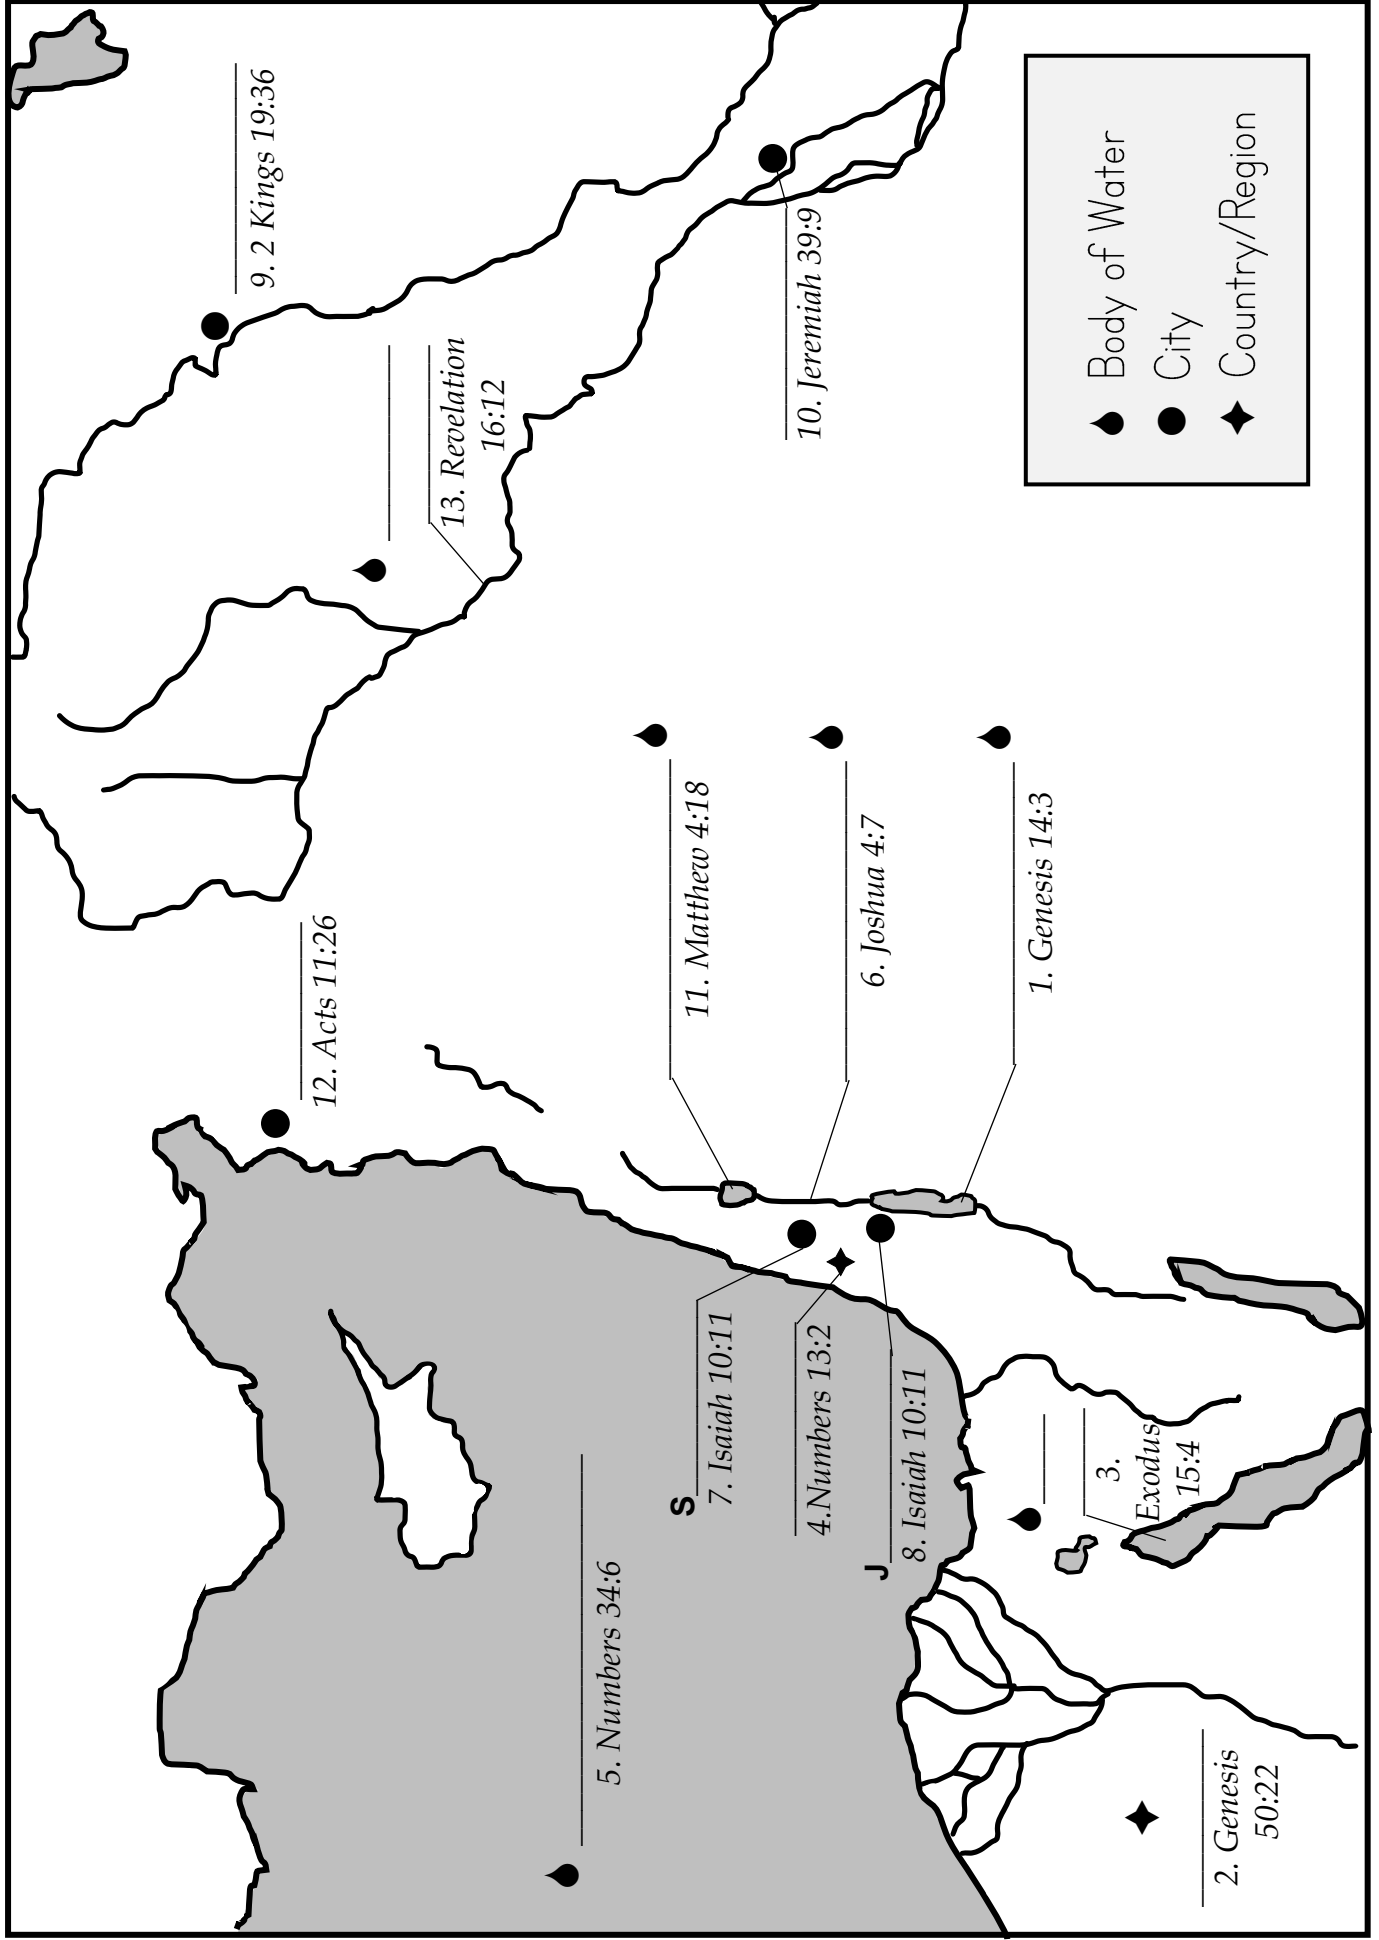 9. 2 Kings 19:36
13. Revelation
16:12
12. Acts 11:26
10. Jeremiah 39:9
11. Matthew 4:18
6. Joshua 4:7
1. Genesis 14:3
5. Numbers 34:6
S
7. Isaiah 10:11
4.Numbers 13:2
J
8. Isaiah 10:11
3.
Exodus
15:4
2. Genesis
50:22
Body of Water
City
Country/Region